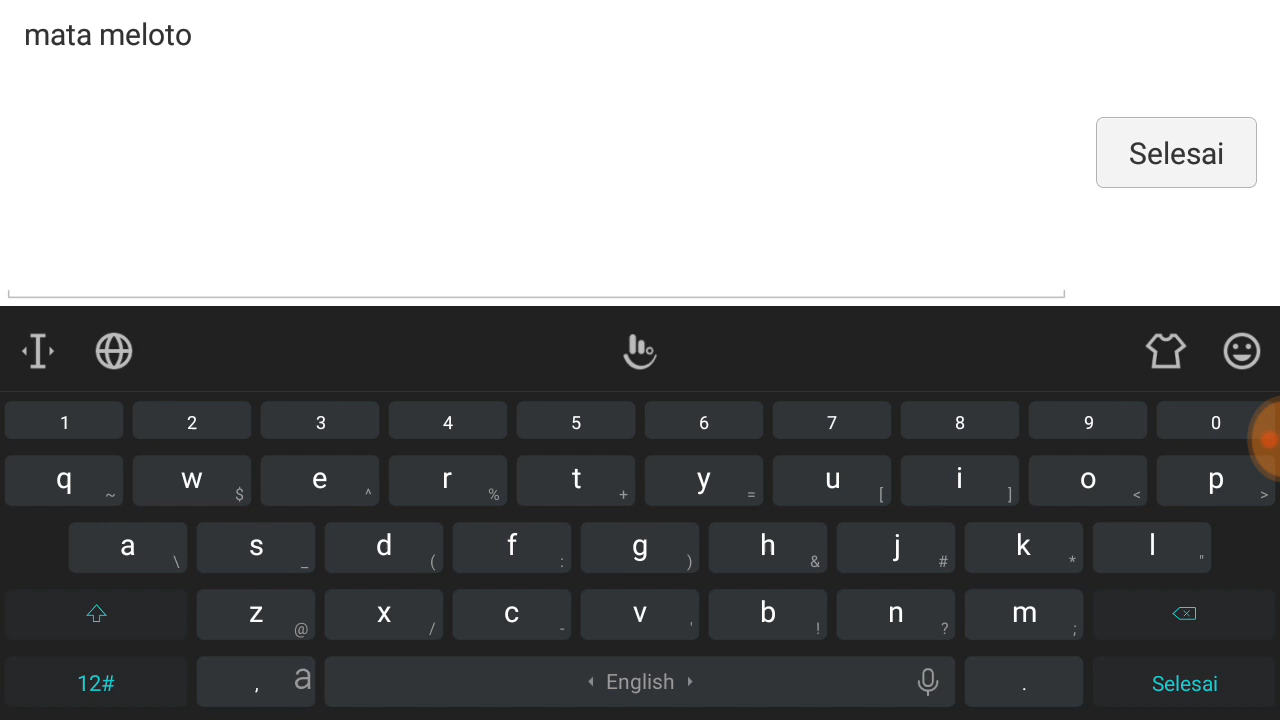 mata meloto
Selesai
1 2 3 4 5 6 7 8 9 0
q ~ w $ e ^ r % t + y = u [ i ] o < p >
a \ s _ d ( f : g ) h & j # k * l "
z @ x / c - v ' b ! n ? m ;
12# , a English . Selesai